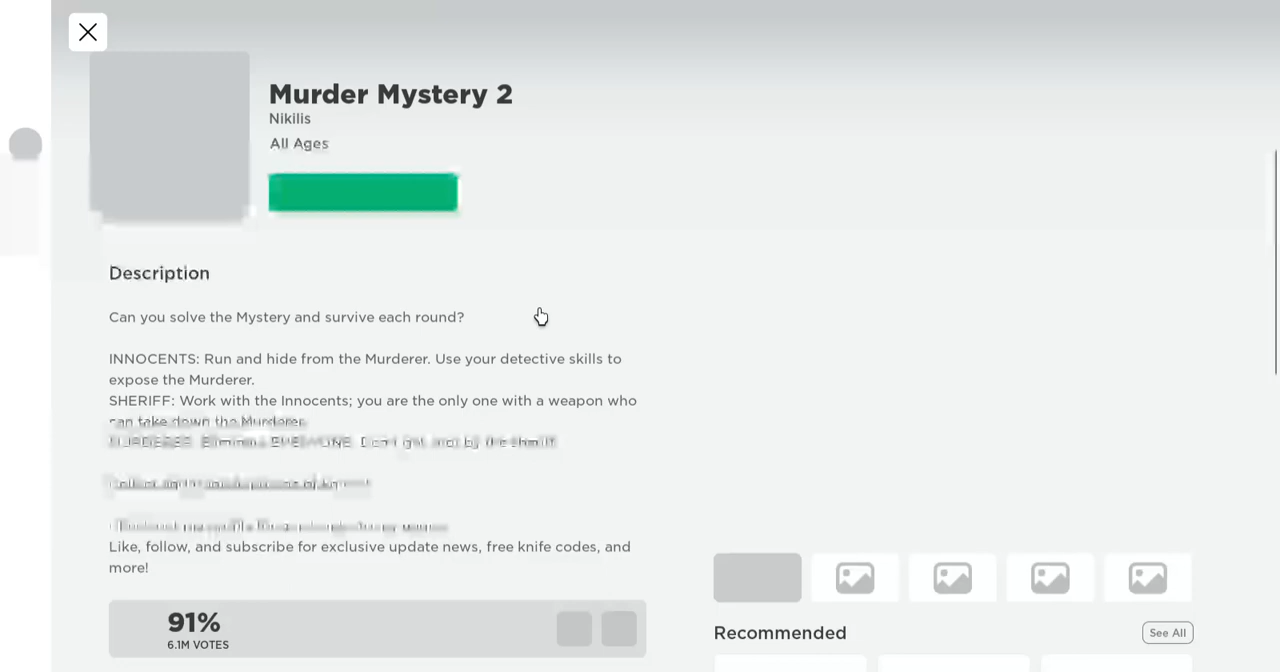 Murder Mystery 2
Nikilis
All Ages
Description
Can you solve the Mystery and survive each round?
INNOCENTS: Run and hide from the Murderer. Use your detective skills to
expose the Murderer.
SHERIFF: Work with the Innocents; you are the only one with a weapon who
can take down the Murderer.
Like, follow, and subscribe for exclusive update news, free knife codes, and
more!
91%
6.1M VOTES
Recommended
See All